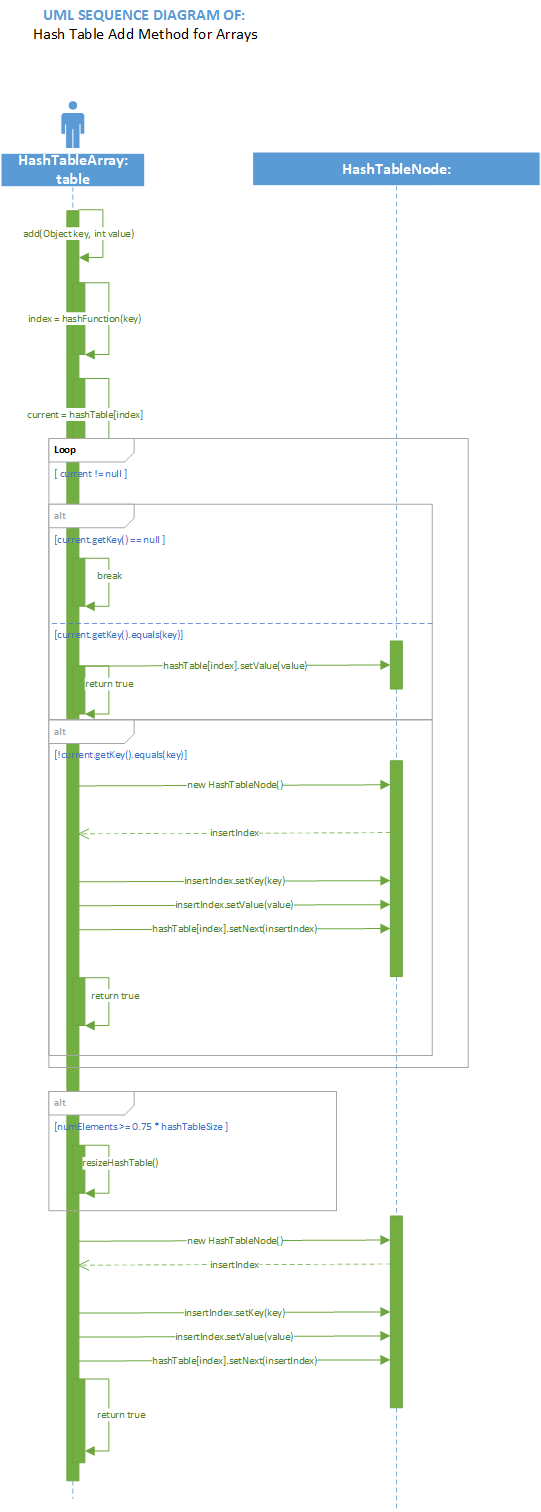 UML SEQUENCE DIAGRAM OF:
Hash Table Add Method for Arrays
HashTableArray:
table
HashTableNode:
add(Object key, int value)
index = hashFunction(key)
current = hashTable[index]
Loop
[ current != null ]
alt
[current.getKey() == null ]
break
[current.getKey().equals(key)]
hashTable[index].setValue(value)
return true
alt
[!current.getKey().equals(key)]
new HashTableNode()
insertIndex
insertIndex.setKey(key)
insertIndex.setValue(value)
hashTable[index].setNext(insertIndex)
return true
alt
[numElements >= 0.75 * hashTableSize ]
resizeHashTable()
new HashTableNode()
insertIndex
insertIndex.setKey(key)
insertIndex.setValue(value)
hashTable[index].setNext(insertIndex)
return true